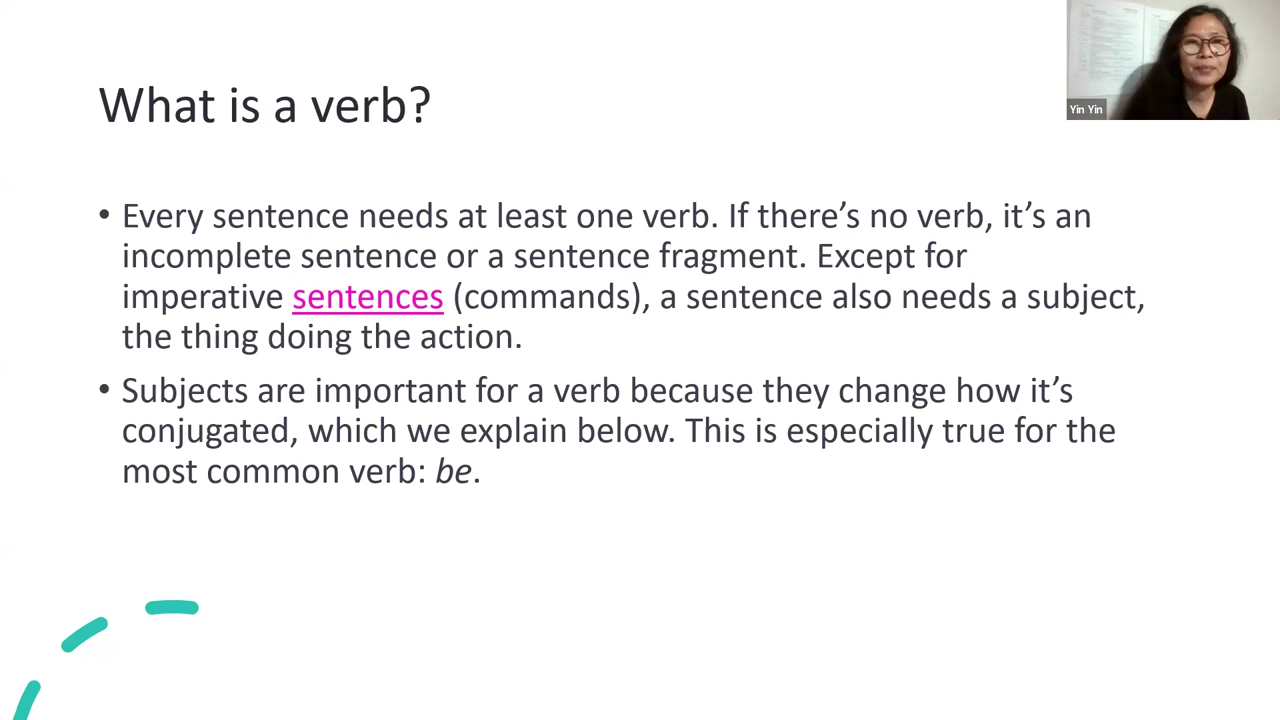 What is a verb?
Yin Yin
• Every sentence needs at least one verb. If there’s no verb, it’s an
incomplete sentence or a sentence fragment. Except for
imperative sentences (commands), a sentence also needs a subject,
the thing doing the action.
• Subjects are important for a verb because they change how it’s
conjugated, which we explain below. This is especially true for the
most common verb: be.